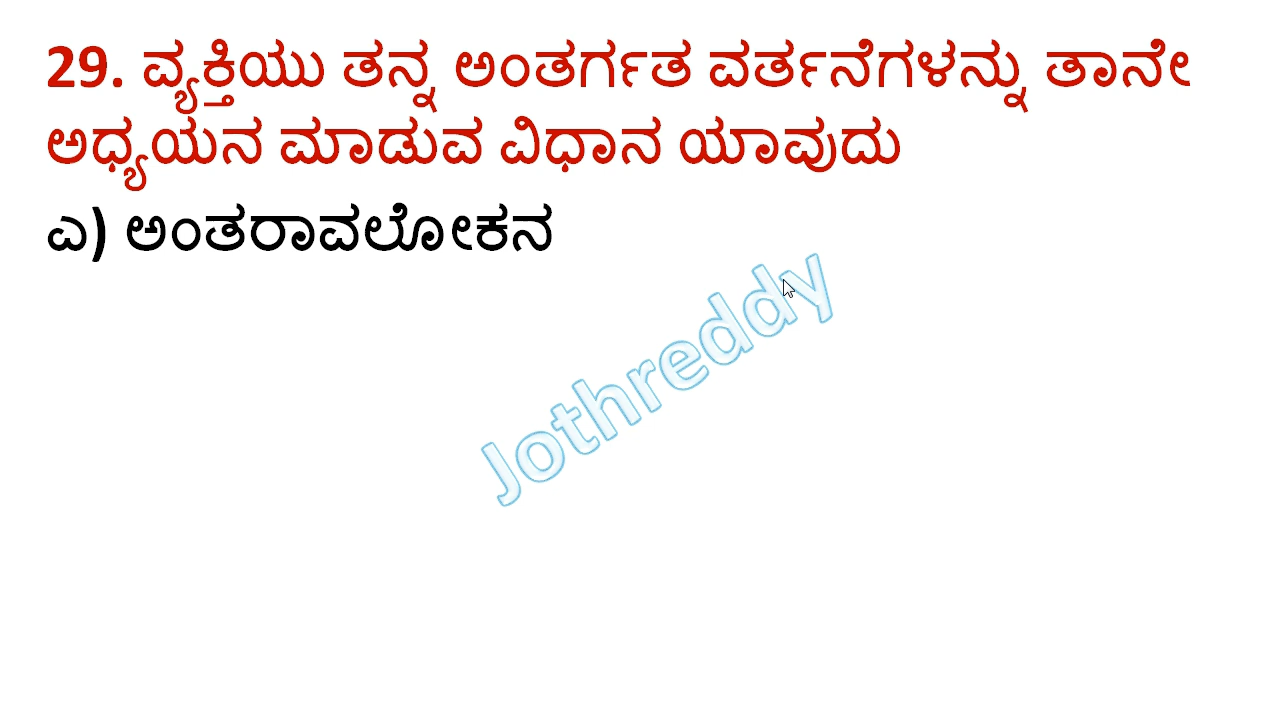 29. ವ್ಯಕ್ತಿಯು ತನ್ನ ಅಂತರ್ಗತ ವರ್ತನೆಗಳನ್ನು ತಾನೇ
ಅಧ್ಯಯನ ಮಾಡುವ ವಿಧಾನ ಯಾವುದು
ಎ) ಅಂತರಾವಲೋಕನ
Jothreddy